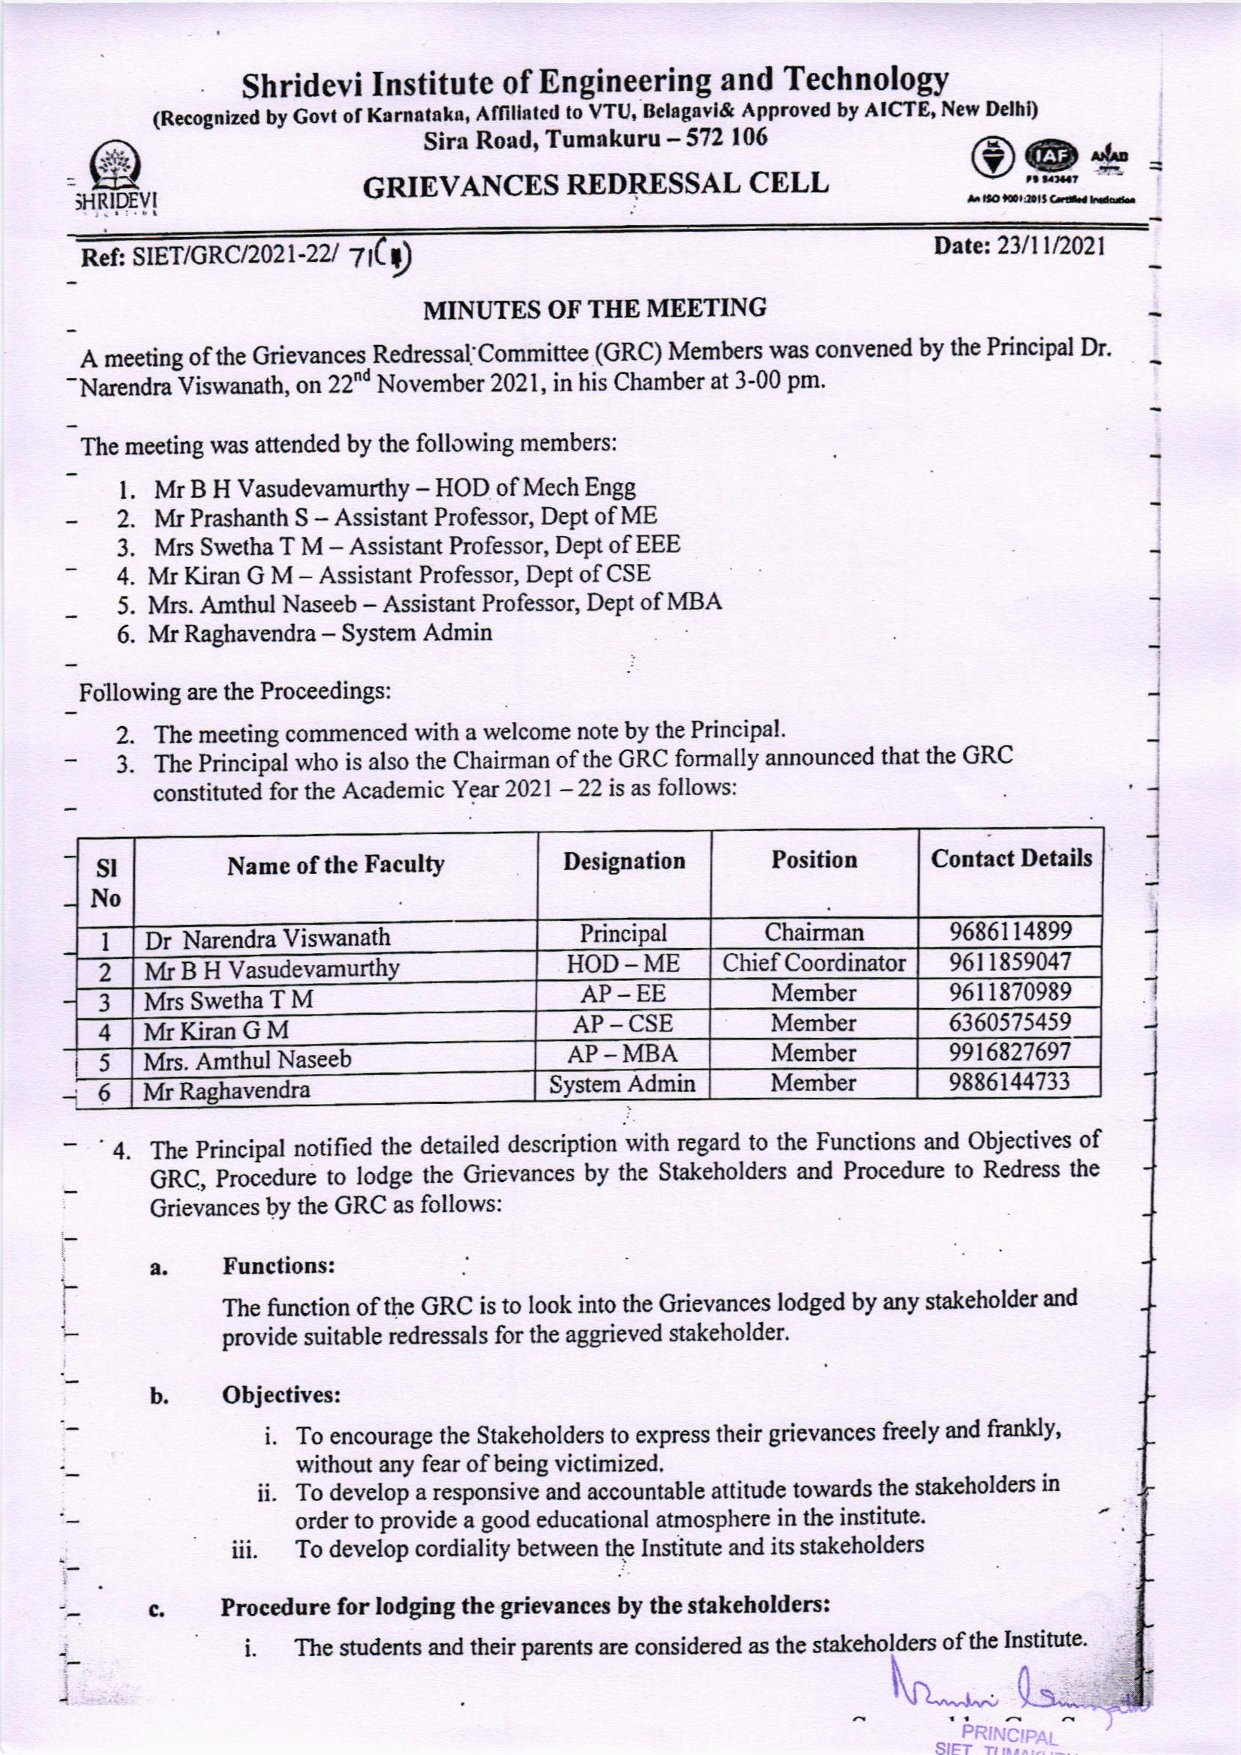 Shridevi Institute of Engineering and Technology
(Recognized by Govt of Karnataka, Affiliated to VTU, Belagavi& Approved by AICTE, New Delhi)
Sira Road, Tumakuru – 572 106
GRIEVANCES REDRESSAL CELL
SHRIDEVI
IAF
ANAB
An ISO 9001:2015 Certified Institution
Ref: SIET/GRC/2021-22/ 71
Date: 23/11/2021
MINUTES OF THE MEETING
A meeting of the Grievances Redressal Committee (GRC) Members was convened by the Principal Dr.
Narendra Viswanath, on 22nd November 2021, in his Chamber at 3-00 pm.
The meeting was attended by the following members:
1. Mr B H Vasudevamurthy – HOD of Mech Engg
2. Mr Prashanth S – Assistant Professor, Dept of ME
3. Mrs Swetha T M – Assistant Professor, Dept of EEE
4. Mr Kiran G M – Assistant Professor, Dept of CSE
5. Mrs. Amthul Naseeb – Assistant Professor, Dept of MBA
6. Mr Raghavendra – System Admin
Following are the Proceedings:
2. The meeting commenced with a welcome note by the Principal.
3. The Principal who is also the Chairman of the GRC formally announced that the GRC
constituted for the Academic Year 2021 – 22 is as follows:
Sl No Name of the Faculty Designation Position Contact Details
1 Dr Narendra Viswanath Principal Chairman 9686114899
2 Mr B H Vasudevamurthy HOD – ME Chief Coordinator 9611859047
3 Mrs Swetha T M AP – EE Member 9611870989
4 Mr Kiran G M AP – CSE Member 6360575459
5 Mrs. Amthul Naseeb AP – MBA Member 9916827697
6 Mr Raghavendra System Admin Member 9886144733
4. The Principal notified the detailed description with regard to the Functions and Objectives of
GRC, Procedure to lodge the Grievances by the Stakeholders and Procedure to Redress the
Grievances by the GRC as follows:
a. Functions:
The function of the GRC is to look into the Grievances lodged by any stakeholder and
provide suitable redressals for the aggrieved stakeholder.
b. Objectives:
i. To encourage the Stakeholders to express their grievances freely and frankly,
without any fear of being victimized.
ii. To develop a responsive and accountable attitude towards the stakeholders in
order to provide a good educational atmosphere in the institute.
iii. To develop cordiality between the Institute and its stakeholders
c. Procedure for lodging the grievances by the stakeholders:
i. The students and their parents are considered as the stakeholders of the Institute.
PRINCIPAL
SIET